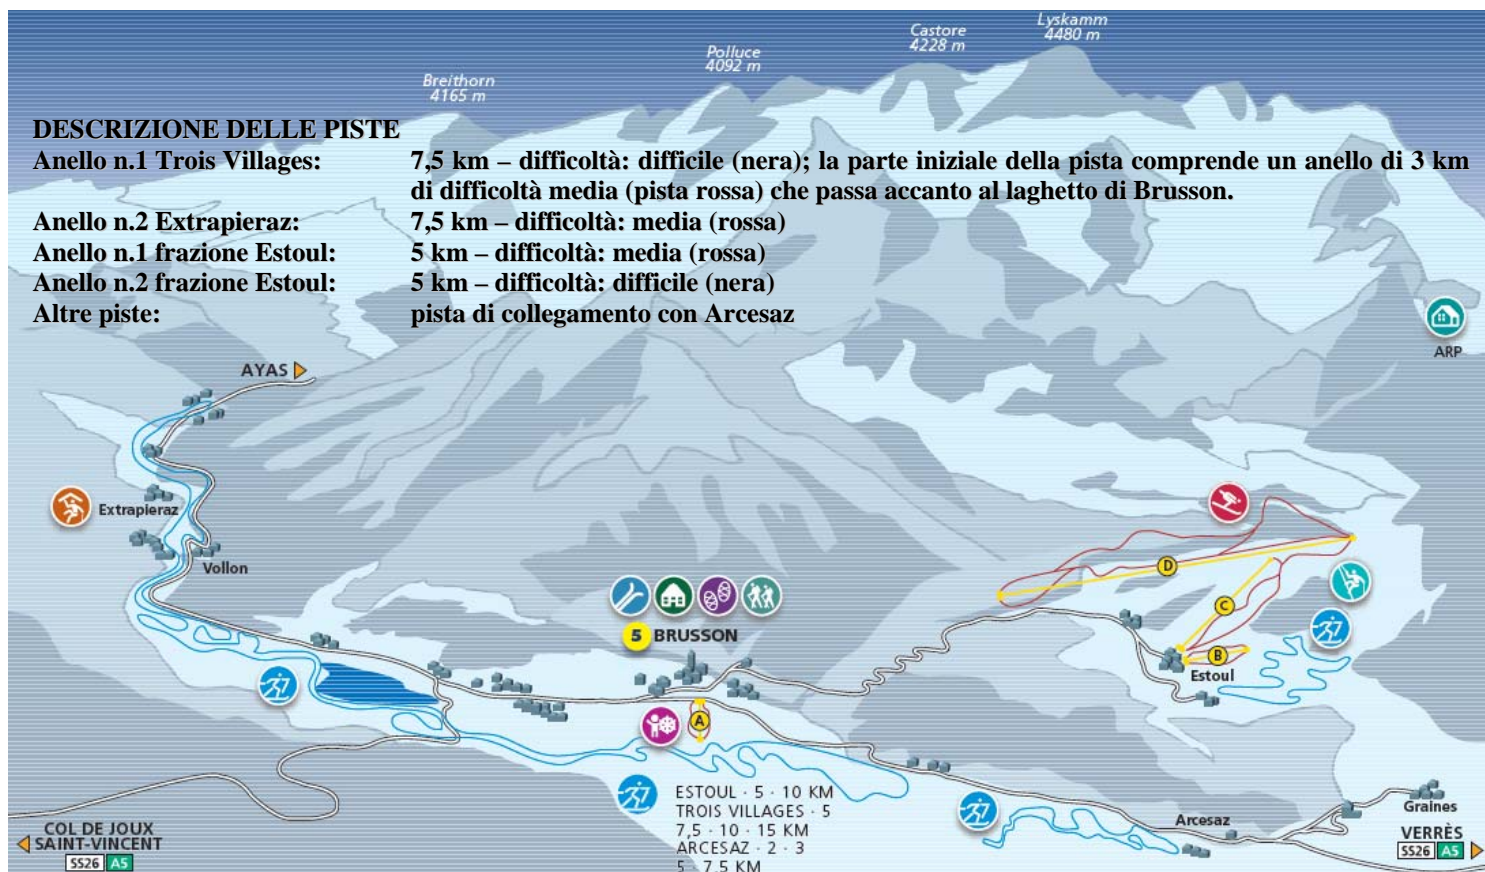 Lyskamm
4480 m
Castore
4228 m
Polluce
4092 m
Breithorn
4165 m
DESCRIZIONE DELLE PISTE
Anello n.1 Trois Villages: 7,5 km – difficoltà: difficile (nera); la parte iniziale della pista comprende un anello di 3 km
di difficoltà media (pista rossa) che passa accanto al laghetto di Brusson.
Anello n.2 Extrapieraz: 7,5 km – difficoltà: media (rossa)
Anello n.1 frazione Estoul: 5 km – difficoltà: media (rossa)
Anello n.2 frazione Estoul: 5 km – difficoltà: difficile (nera)
Altre piste: pista di collegamento con Arcesaz
ARP
AYAS
Extrapieraz
Vollon
D
C
B
Estoul
5 BRUSSON
A
ESTOUL · 5 · 10 KM
TROIS VILLAGES · 5
7,5 · 10 · 15 KM
ARCESAZ · 2 · 3
5 · 7,5 KM
Arcesaz
Graines
COL DE JOUX
SAINT-VINCENT
SS26 A5
VERRÈS
SS26 A5